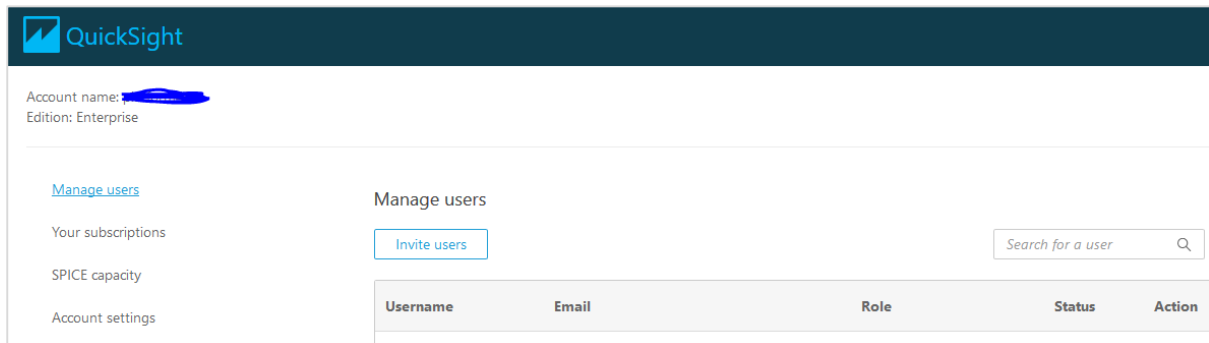 QuickSight
Account name:
Edition: Enterprise
Manage users
Your subscriptions
SPICE capacity
Account settings
Manage users
Invite users
Search for a user
Username Email Role Status Action